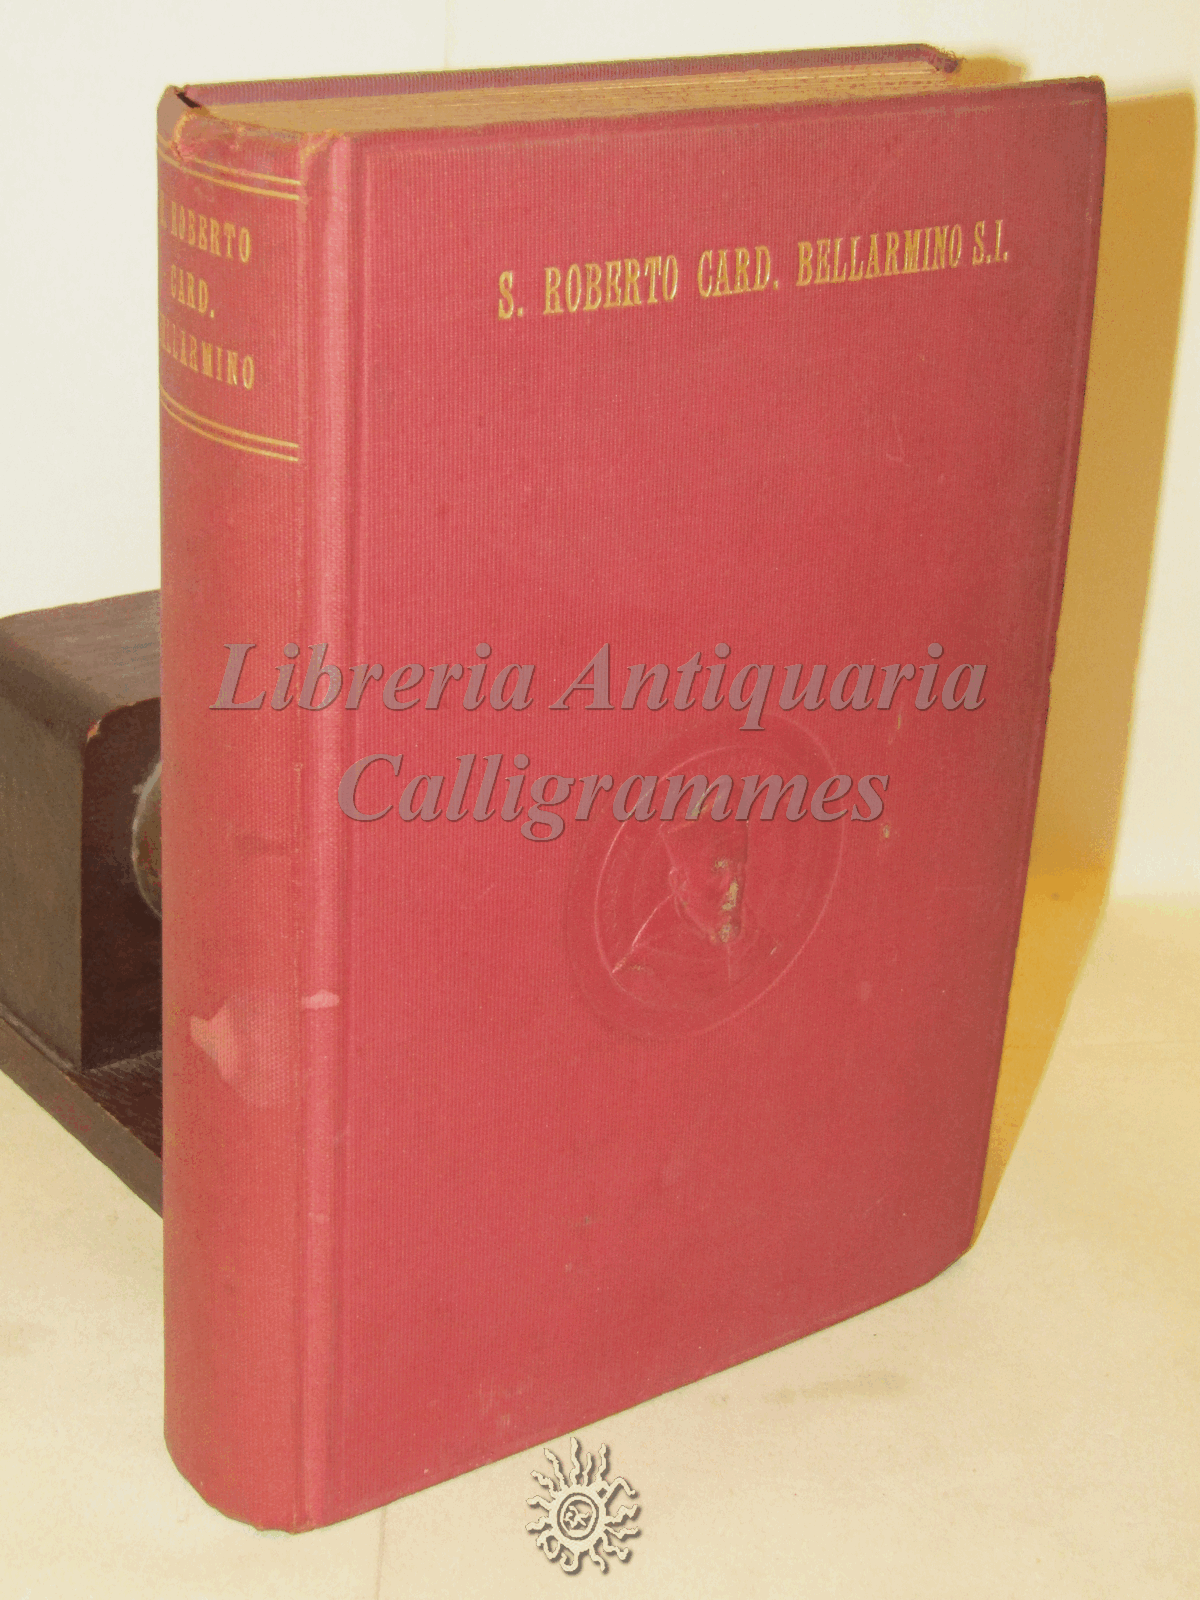 S. ROBERTO CARD. BELLARMINO S.I.
ROBERTO
CARD.
BELLARMINO
Libreria Antiquaria
Calligrammes